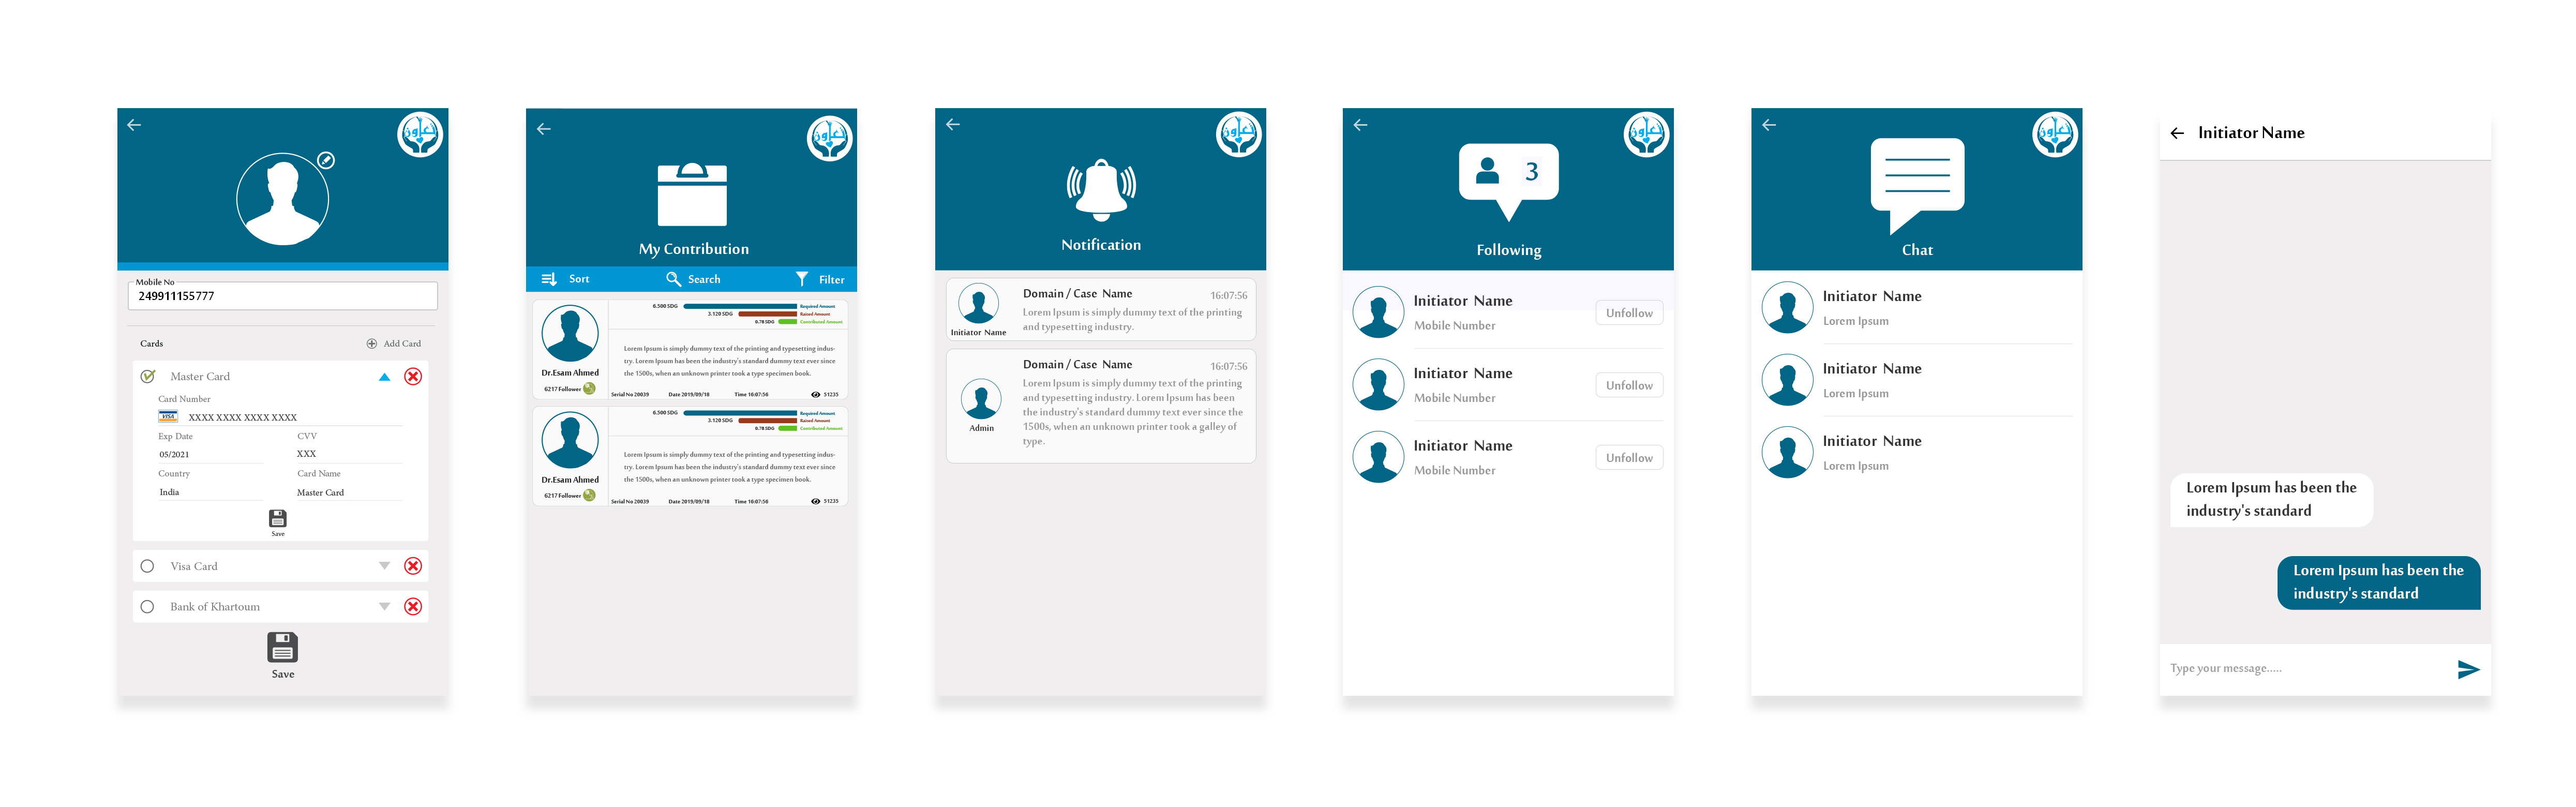 تعاون
Mobile No
249911155777
Cards
Add Card
Master Card
Card Number
VISA
XXXX XXXX XXXX XXXX
Exp Date
CVV
05/2021
XXX
Country
Card Name
India
Master Card
Save
Visa Card
Bank of Khartoum
Save
تعاون
My Contribution
Sort
Search
Filter
6.500 SDG
Required Amount
3.120 SDG
Raised Amount
0.78 SDG
Contributed Amount
Lorem Ipsum is simply dummy text of the printing and typesetting indus-
try. Lorem Ipsum has been the industry's standard dummy text ever since
the 1500s, when an unknown printer took a type specimen book.
Dr.Esam Ahmed
6217 Follower
Serial No 20039
Date 2019/09/18
Time 16:07:56
51235
6.500 SDG
Required Amount
3.120 SDG
Raised Amount
0.78 SDG
Contributed Amount
Lorem Ipsum is simply dummy text of the printing and typesetting indus-
try. Lorem Ipsum has been the industry's standard dummy text ever since
the 1500s, when an unknown printer took a type specimen book.
Dr.Esam Ahmed
6217 Follower
Serial No 20039
Date 2019/09/18
Time 16:07:56
51235
تعاون
Notification
Domain / Case Name
16:07:56
Lorem Ipsum is simply dummy text of the printing
and typesetting industry.
Initiator Name
Domain / Case Name
16:07:56
Lorem Ipsum is simply dummy text of the printing
and typesetting industry. Lorem Ipsum has been
the industry's standard dummy text ever since the
1500s, when an unknown printer took a galley of
type.
Admin
تعاون
3
Following
Initiator Name
Mobile Number
Unfollow
Initiator Name
Mobile Number
Unfollow
Initiator Name
Mobile Number
Unfollow
تعاون
Chat
Initiator Name
Lorem Ipsum
Initiator Name
Lorem Ipsum
Initiator Name
Lorem Ipsum
Initiator Name
Lorem Ipsum has been the
industry's standard
Lorem Ipsum has been the
industry's standard
Type your message.....